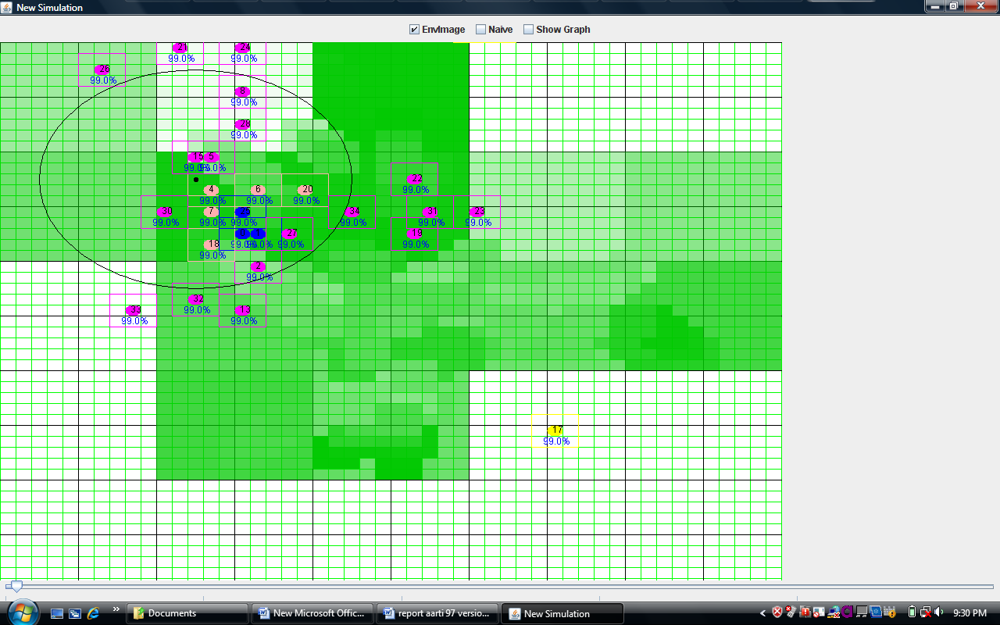 New Simulation
EnvImage Naive Show Graph
21 24
99.0% 99.0%
26
99.0%
8
99.0%
28
99.0%
15 5
99.0%
22
99.0%
4 6 20
99.0% 99.0% 99.0%
30 7 34 31 23
99.0% 99.0% 99.0% 99.0% 99.0% 99.0%
0 1 27 19
99.0% 99.0% 99.0%
18
99.0%
2
99.0%
32
99.0%
33 13
99.0% 99.0%
17
99.0%
Documents New Microsoft Offic... report aarti 97 versio... New Simulation 9:30 PM